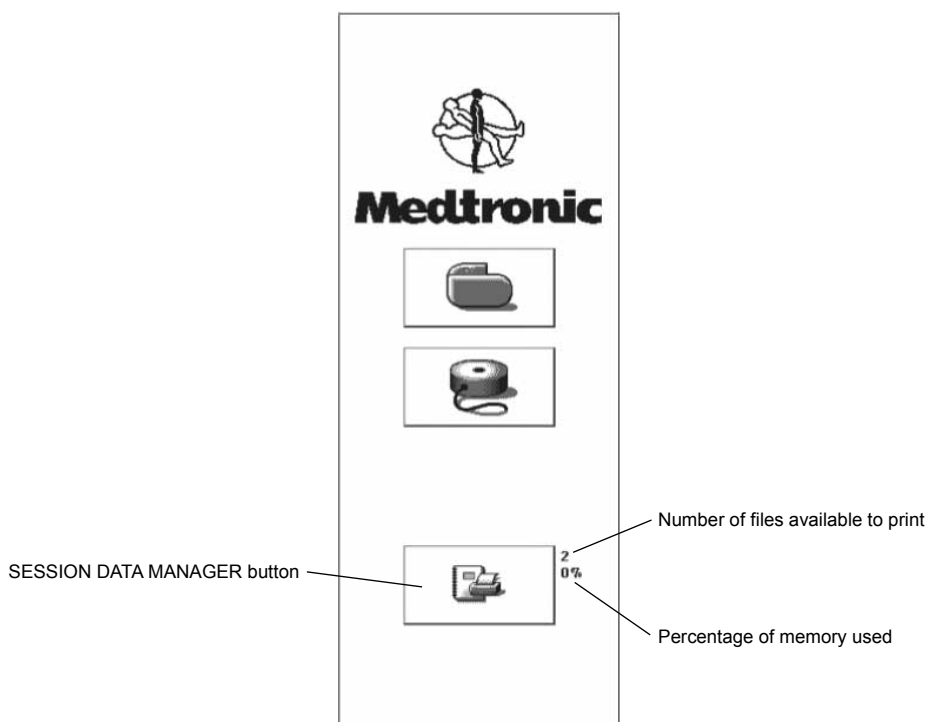 Medtronic
Number of files available to print
2
SESSION DATA MANAGER button
0%
Percentage of memory used